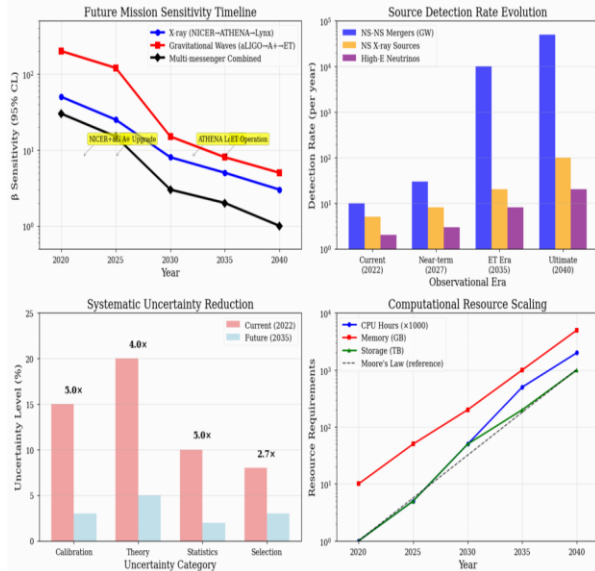 Future Mission Sensitivity Timeline
X-ray (NICER→ATHENA→Lynx)
Gravitational Waves (aLIGO→A+→ET)
Multi-messenger Combined
β Sensitivity (95% CL)
10²
10¹
10⁰
ATHENA
Operation
NICER+
Upgrade
2020
2025
2030
2035
2040
Year
Source Detection Rate Evolution
NS-NS Mergers (GW)
NS X-ray Sources
High-E Neutrinos
Detection Rate (per year)
10⁵
10⁴
10³
10²
10¹
10⁰
Current
(2022)
Near-term
(2027)
ET Era
(2035)
Ultimate
(2040)
Observational Era
Systematic Uncertainty Reduction
Current (2022)
Future (2035)
Uncertainty Level (%)
25
20
15
10
5
0
5.0×
4.0×
5.0×
2.7×
Calibration
Theory
Statistics
Selection
Uncertainty Category
Computational Resource Scaling
CPU Hours (×1000)
Memory (GB)
Storage (TB)
Moore's Law (reference)
Resource Requirements
10⁴
10³
10²
10¹
10⁰
2020
2025
2030
2035
2040
Year